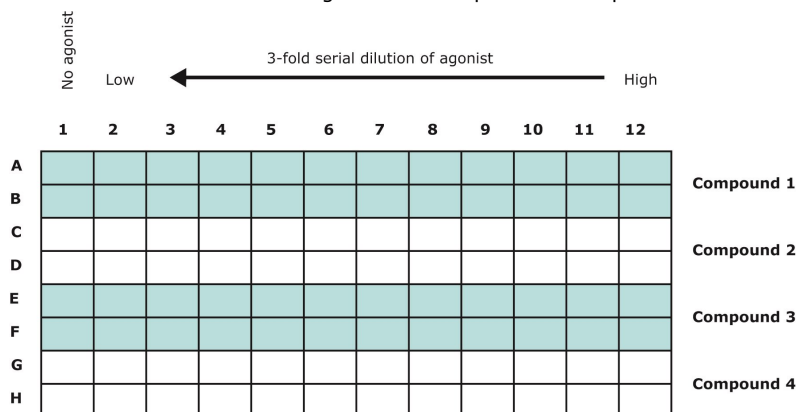 No agonist
3-fold serial dilution of agonist
Low High
1 2 3 4 5 6 7 8 9 10 11 12
A
Compound 1
B
C
Compound 2
D
E
Compound 3
F
G
Compound 4
H